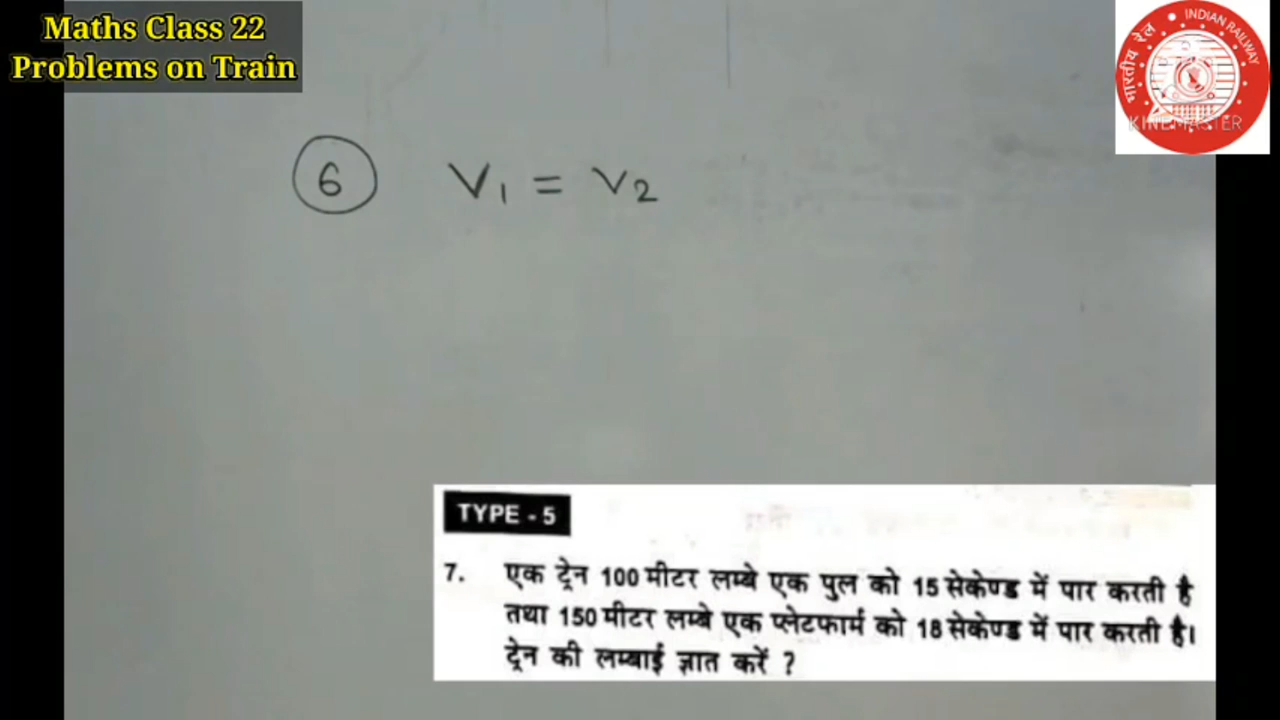 Maths Class 22
Problems on Train
भारतीय रेल
INDIAN RAILWAY
KINEMASTER
6 V1 = V2
TYPE - 5
7. एक ट्रेन 100 मीटर लम्बे एक पुल को 15 सेकेण्ड में पार करती है
तथा 150 मीटर लम्बे एक प्लेटफार्म को 18 सेकेण्ड में पार करती है।
ट्रेन की लम्बाई ज्ञात करें ?